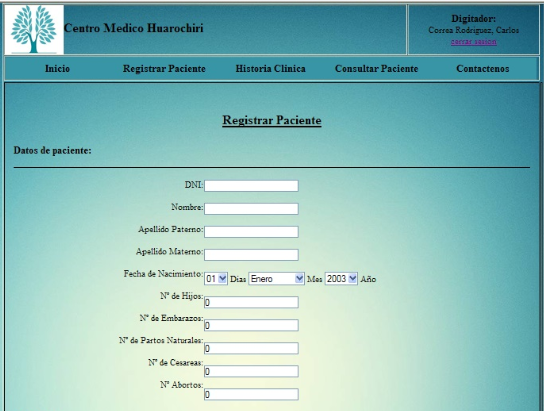 Centro Medico Huarochiri
Digitador:
Correa Rodriguez, Carlos
cerrar sesion
Inicio Registrar Paciente Historia Clinica Consultar Paciente Contactenos
Registrar Paciente
Datos de paciente:
DNI:
Nombre:
Apellido Paterno:
Apellido Materno:
Fecha de Nacimiento: 01 Dias Enero Mes 2003 Año
Nº de Hijos: 0
Nº de Embarazos: 0
Nº de Partos Naturales: 0
Nº de Cesareas: 0
Nº Abortos: 0